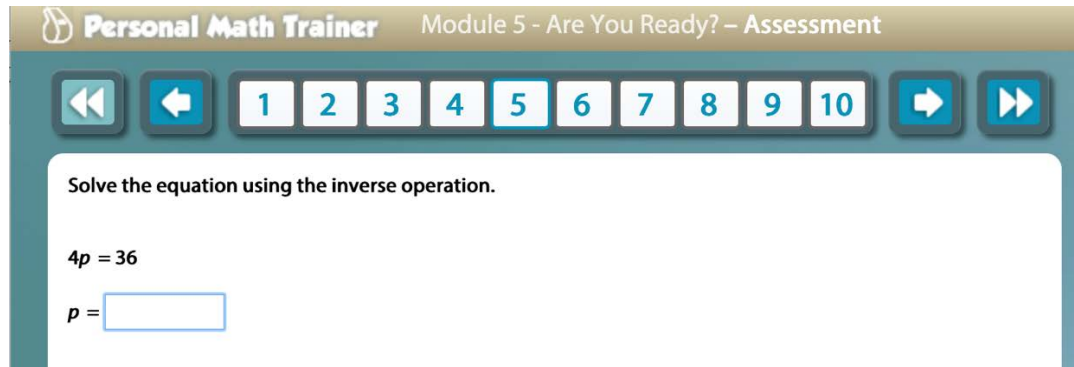 Personal Math Trainer Module 5 - Are You Ready? – Assessment
1 2 3 4 5 6 7 8 9 10
Solve the equation using the inverse operation.
4p = 36
p =